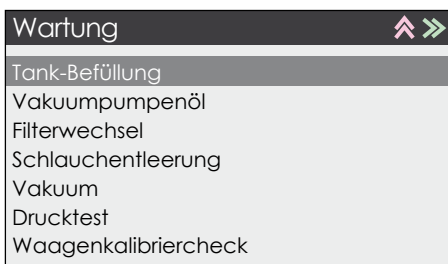 Wartung
Tank-Befüllung
Vakuumpumpenöl
Filterwechsel
Schlauchentleerung
Vakuum
Drucktest
Waagenkalibriercheck